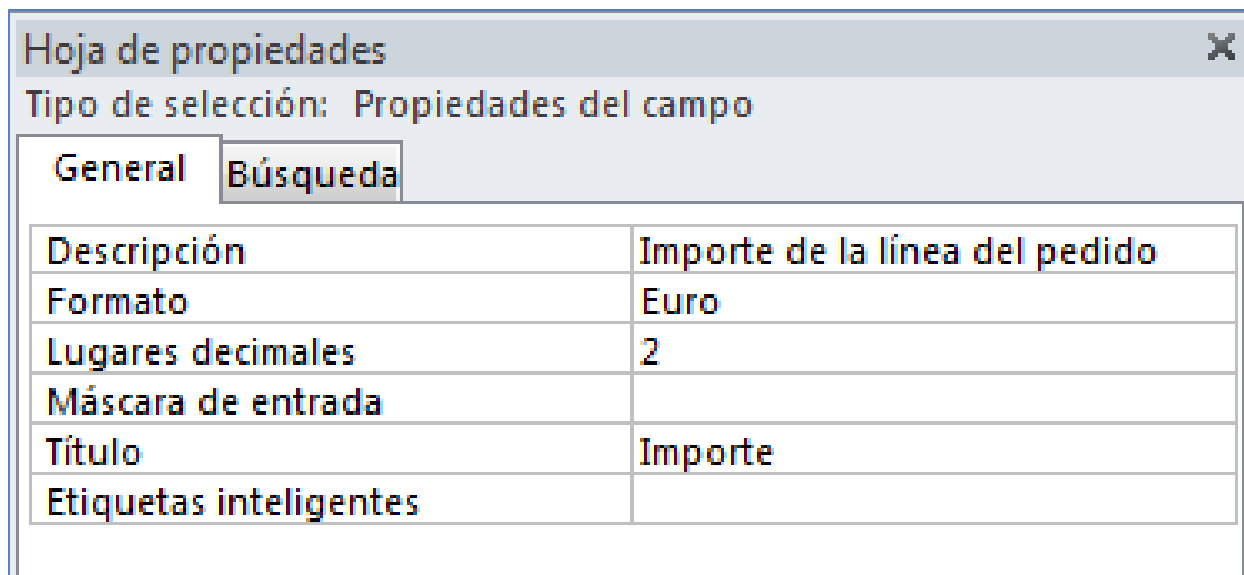 Hoja de propiedades
Tipo de selección: Propiedades del campo
General Búsqueda
Descripción Importe de la línea del pedido
Formato Euro
Lugares decimales 2
Máscara de entrada
Título Importe
Etiquetas inteligentes